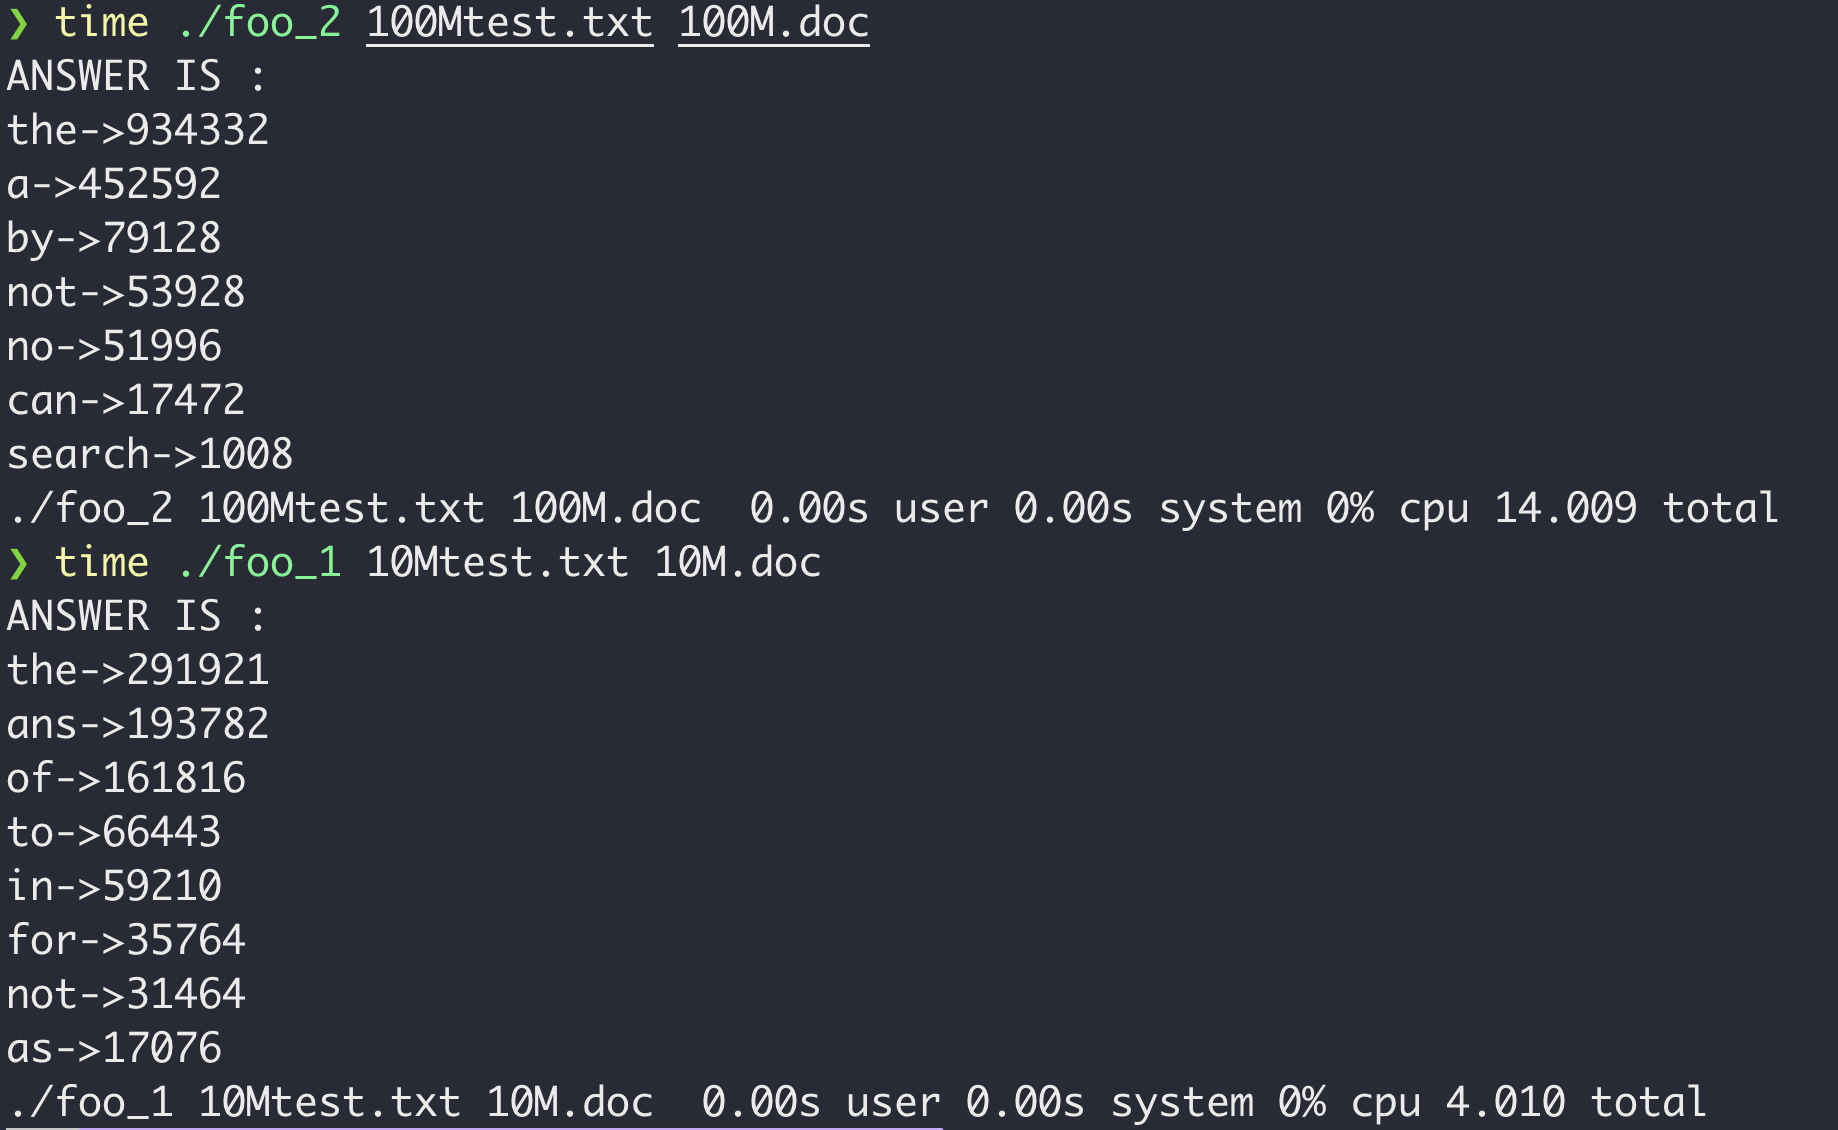 ❯ time ./foo_2 100Mtest.txt 100M.doc
ANSWER IS :
the->934332
a->452592
by->79128
not->53928
no->51996
can->17472
search->1008
./foo_2 100Mtest.txt 100M.doc  0.00s user 0.00s system 0% cpu 14.009 total
❯ time ./foo_1 10Mtest.txt 10M.doc
ANSWER IS :
the->291921
ans->193782
of->161816
to->66443
in->59210
for->35764
not->31464
as->17076
./foo_1 10Mtest.txt 10M.doc  0.00s user 0.00s system 0% cpu 4.010 total